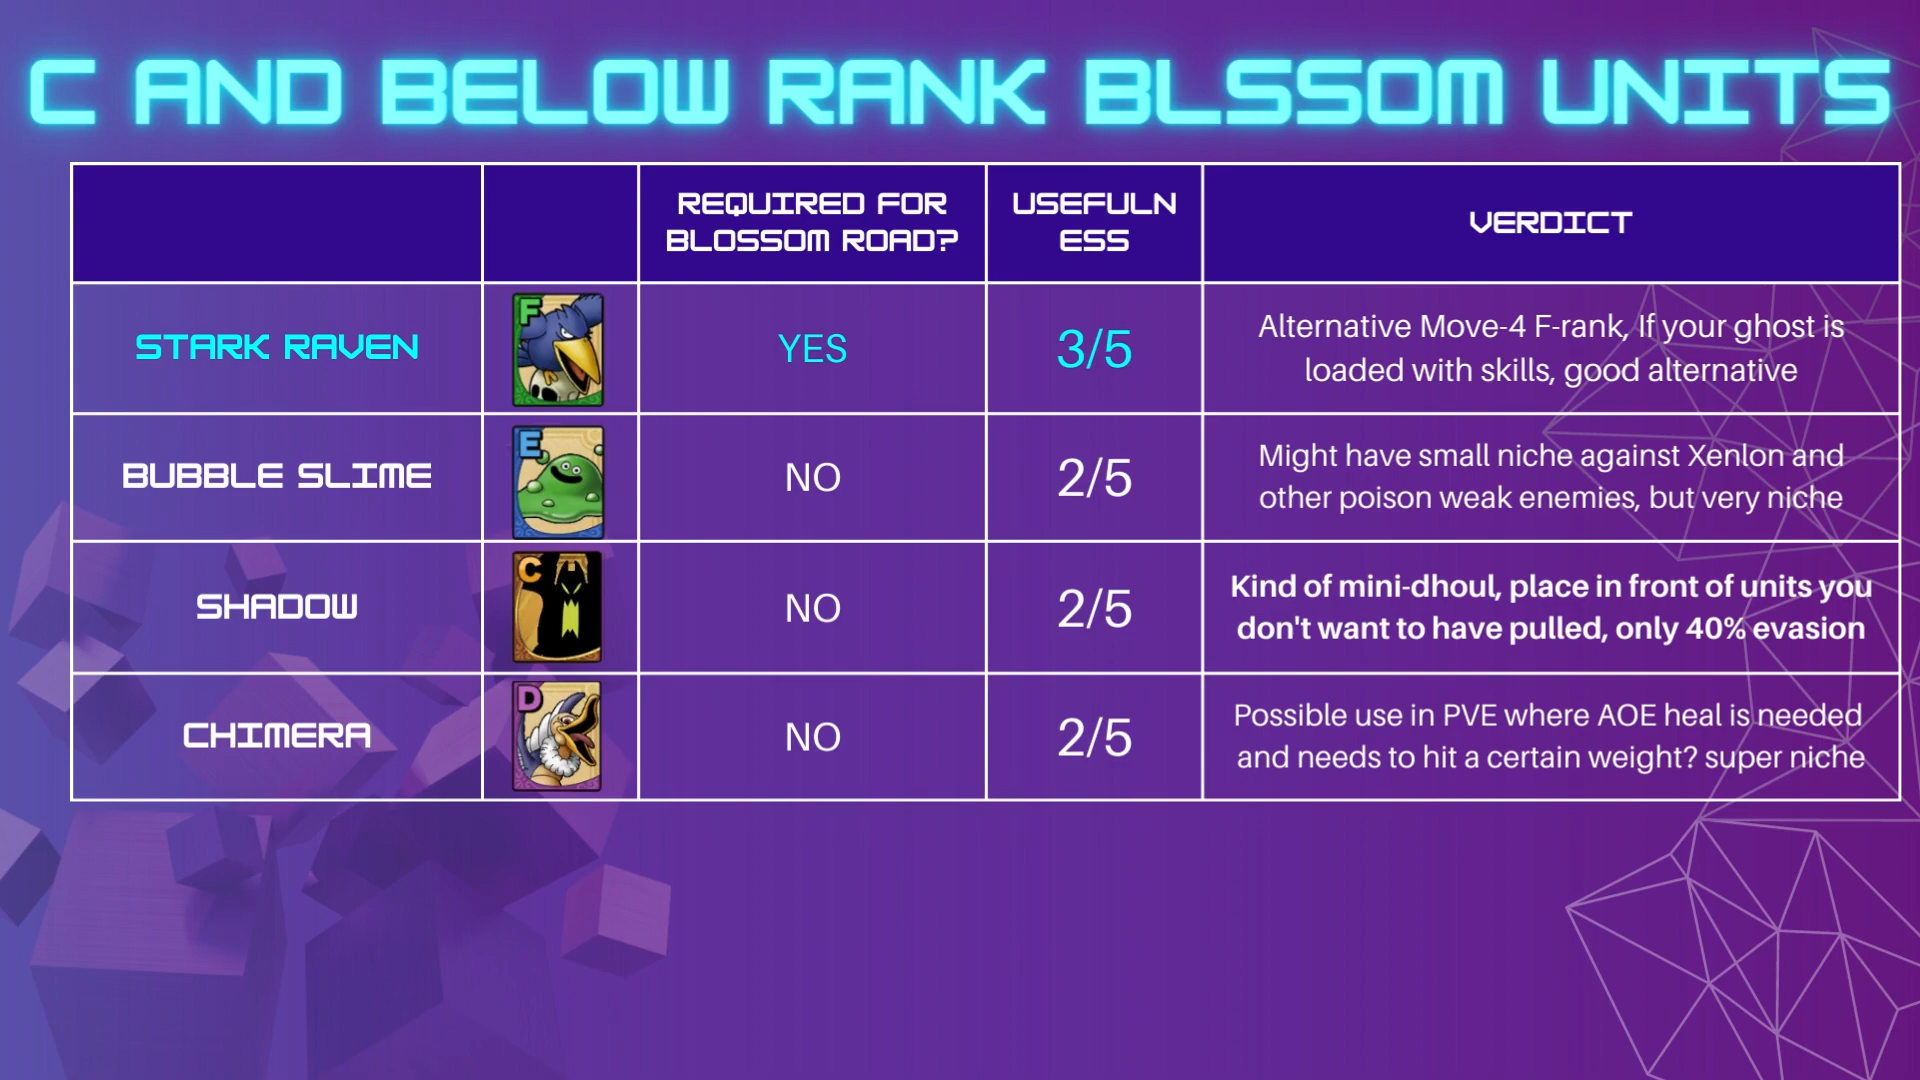 C AND BELOW RANK BLSSOM UNITS
REQUIRED FOR
BLOSSOM ROAD?
USEFULN
ESS
VERDICT
STARK RAVEN
F
YES
3/5
Alternative Move-4 F-rank, If your ghost is
loaded with skills, good alternative
BUBBLE SLIME
E
NO
2/5
Might have small niche against Xenlon and
other poison weak enemies, but very niche
SHADOW
C
NO
2/5
Kind of mini-dhoul, place in front of units you
don't want to have pulled, only 40% evasion
CHIMERA
D
NO
2/5
Possible use in PVE where AOE heal is needed
and needs to hit a certain weight? super niche